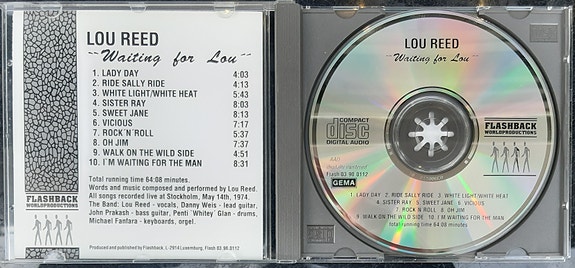 LOU REED
~~Waiting for Lou~~
1. LADY DAY 4:03
2. RIDE SALLY RIDE 4:13
3. WHITE LIGHT/WHITE HEAT 5:43
4. SISTER RAY 8:03
5. SWEET JANE 8:13
6. VICIOUS 7:37
7. ROCK'N'ROLL 5:37
8. OH JIM 7:37
9. WALK ON THE WILD SIDE 4:51
10. I'M WAITING FOR THE MAN 8:31
Total running time 64:08 minutes.
Words and music composed and performed by Lou Reed.
All songs recorded live at Stockholm, May 14th, 1974.
The Band: Lou Reed - vocals, Danny Weis - lead guitar,
John Prakash - bass guitar, Penti ¨Whitey¨Glan - drums,
Michael Fanfara - keyboards, orgel.
FLASHBACK
WORLDPRODUCTIONS
Produced and published by Flashback, L-2914 Luxemburg, Flash 03.90.0112
LOU REED
~~Waiting for Lou~~
COMPACT
disc
DIGITAL AUDIO
FLASHBACK
WORLDPRODUCTIONS
AAD
Flash 03.90.0112
GEMA
1. LADY DAY 2. RIDE SALLY RIDE 3. WHITE LIGHT/WHITE HEAT
4. SISTER RAY 5. SWEET JANE 6. VICIOUS
7. ROCK'N'ROLL 8. OH JIM
9. WALK ON THE WILD SIDE 10. I'M WAITING FOR THE MAN
total running time 64:08 minutes